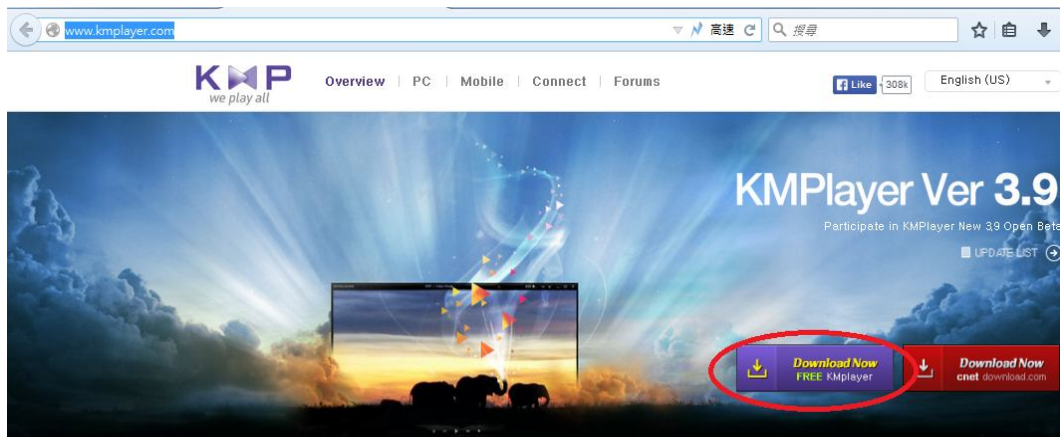 www.kmplayer.com
高速
搜尋
KMP
we play all
Overview | PC | Mobile | Connect | Forums
Like
308k
English (US)
KMPlayer Ver 3.9
Participate in KMPlayer New 3.9 Open Beta
UPDATE LIST
Download Now
FREE KMplayer
Download Now
cnet download.com